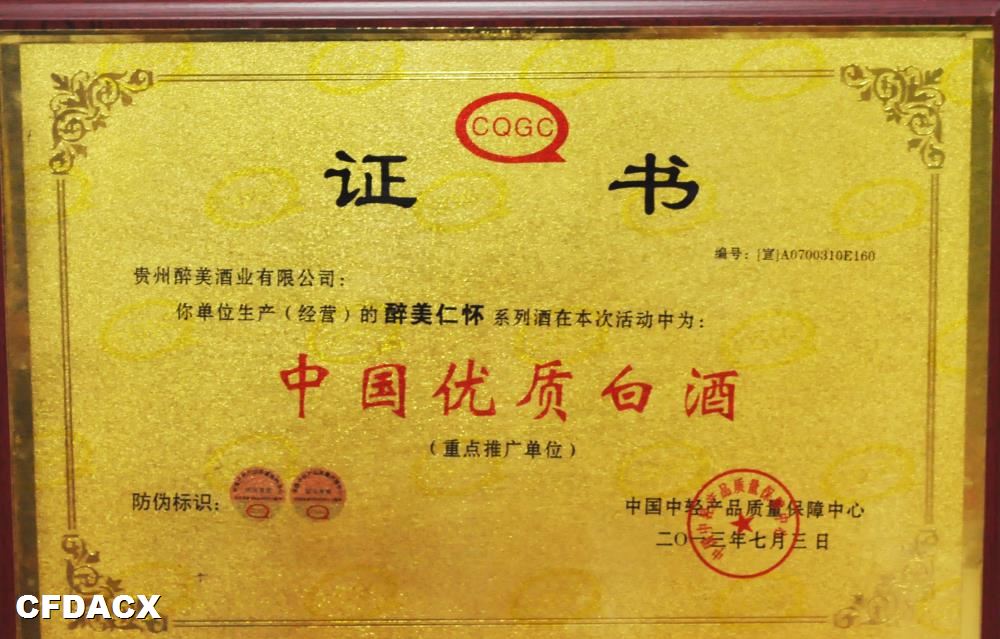 CQGC
证 书
编号：[宣]A0700310E160
贵州醉美酒业有限公司：
你单位生产（经营）的 醉美仁怀 系列酒在本次活动中为：
中国优质白酒
（重点推广单位）
防伪标识：
中国中轻产品质量保障中心
二〇一三年七月三日
CFDACX